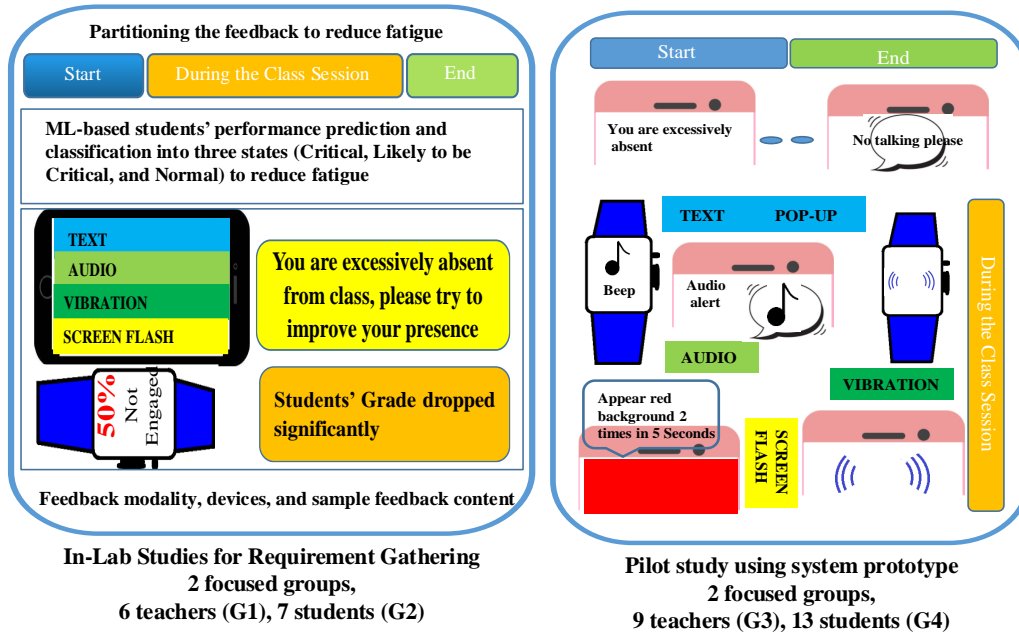 Partitioning the feedback to reduce fatigue
Start
During the Class Session
End
ML-based students’ performance prediction and
classification into three states (Critical, Likely to be
Critical, and Normal) to reduce fatigue
TEXT
AUDIO
VIBRATION
SCREEN FLASH
You are excessively absent
from class, please try to
improve your presence
50%
Not
Engaged
Students’ Grade dropped
significantly
Feedback modality, devices, and sample feedback content
In-Lab Studies for Requirement Gathering
2 focused groups,
6 teachers (G1), 7 students (G2)
Start
End
You are excessively
absent
No talking please
TEXT
POP-UP
Beep
Audio
alert
AUDIO
VIBRATION
During the Class Session
Appear red
background 2
times in 5 Seconds
SCREEN
FLASH
Pilot study using system prototype
2 focused groups,
9 teachers (G3), 13 students (G4)